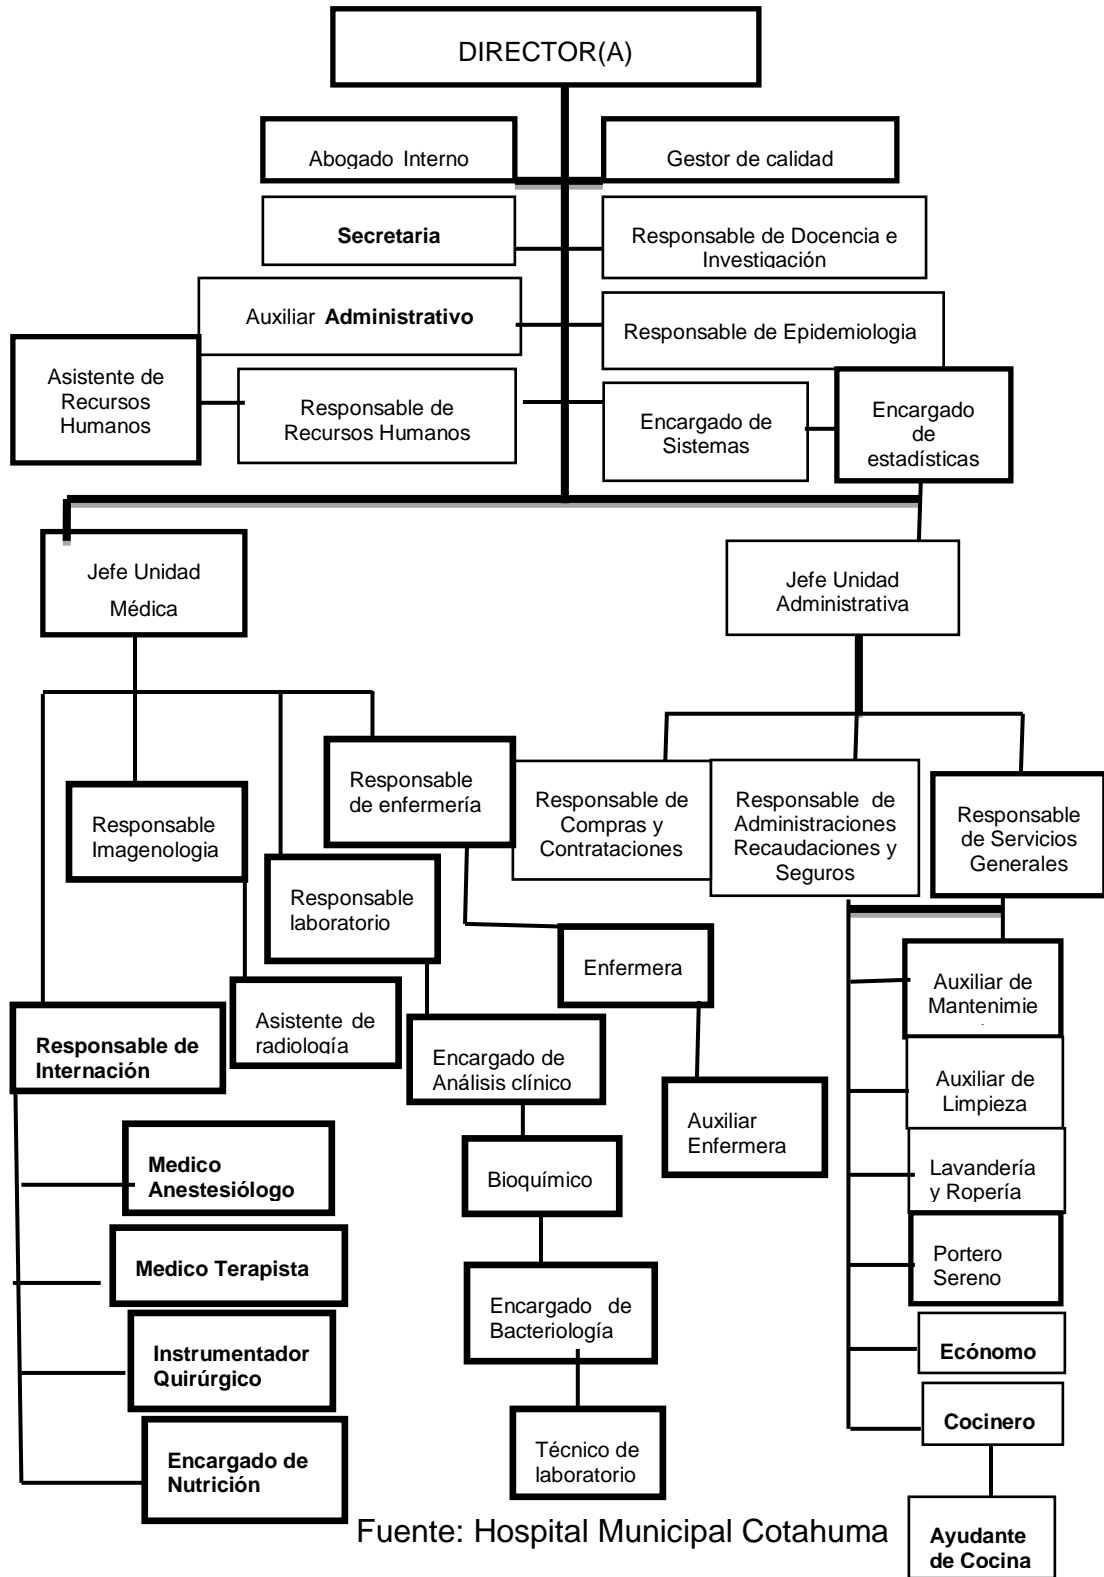 DIRECTOR(A)
Abogado Interno
Gestor de calidad
Secretaria
Responsable de Docencia e
Investigación
Auxiliar Administrativo
Responsable de Epidemiologia
Asistente de
Recursos
Humanos
Responsable de
Recursos Humanos
Encargado de
Sistemas
Encargado
de
estadísticas
Jefe Unidad
Médica
Jefe Unidad
Administrativa
Responsable
Imagenologia
Responsable
de enfermería
Responsable de
Compras y
Contrataciones
Responsable de
Administraciones
Recaudaciones y
Seguros
Responsable
de Servicios
Generales
Responsable
laboratorio
Enfermera
Auxiliar de
Mantenimie
Responsable de
Internación
Asistente de
radiología
Encargado de
Análisis clínico
Auxiliar
Enfermera
Auxiliar de
Limpieza
Medico
Anestesiólogo
Bioquímico
Lavandería
y Ropería
Medico Terapista
Portero
Sereno
Encargado de
Bacteriología
Instrumentador
Quirúrgico
Ecónomo
Cocinero
Encargado de
Nutrición
Técnico de
laboratorio
Ayudante
de Cocina
Fuente: Hospital Municipal Cotahuma